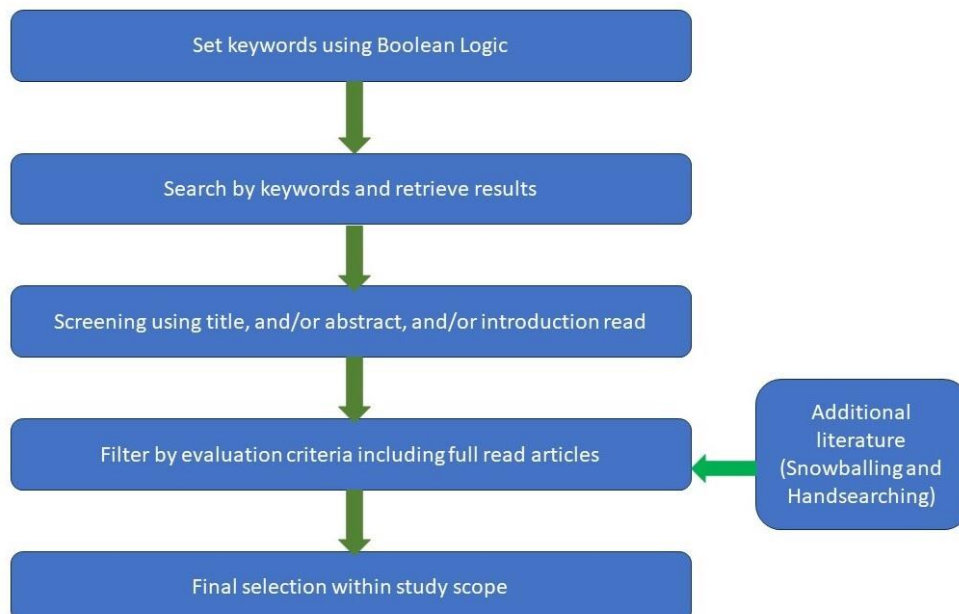 Set keywords using Boolean Logic
Search by keywords and retrieve results
Screening using title, and/or abstract, and/or introduction read
Filter by evaluation criteria including full read articles
Additional
literature
(Snowballing and
Handsearching)
Final selection within study scope